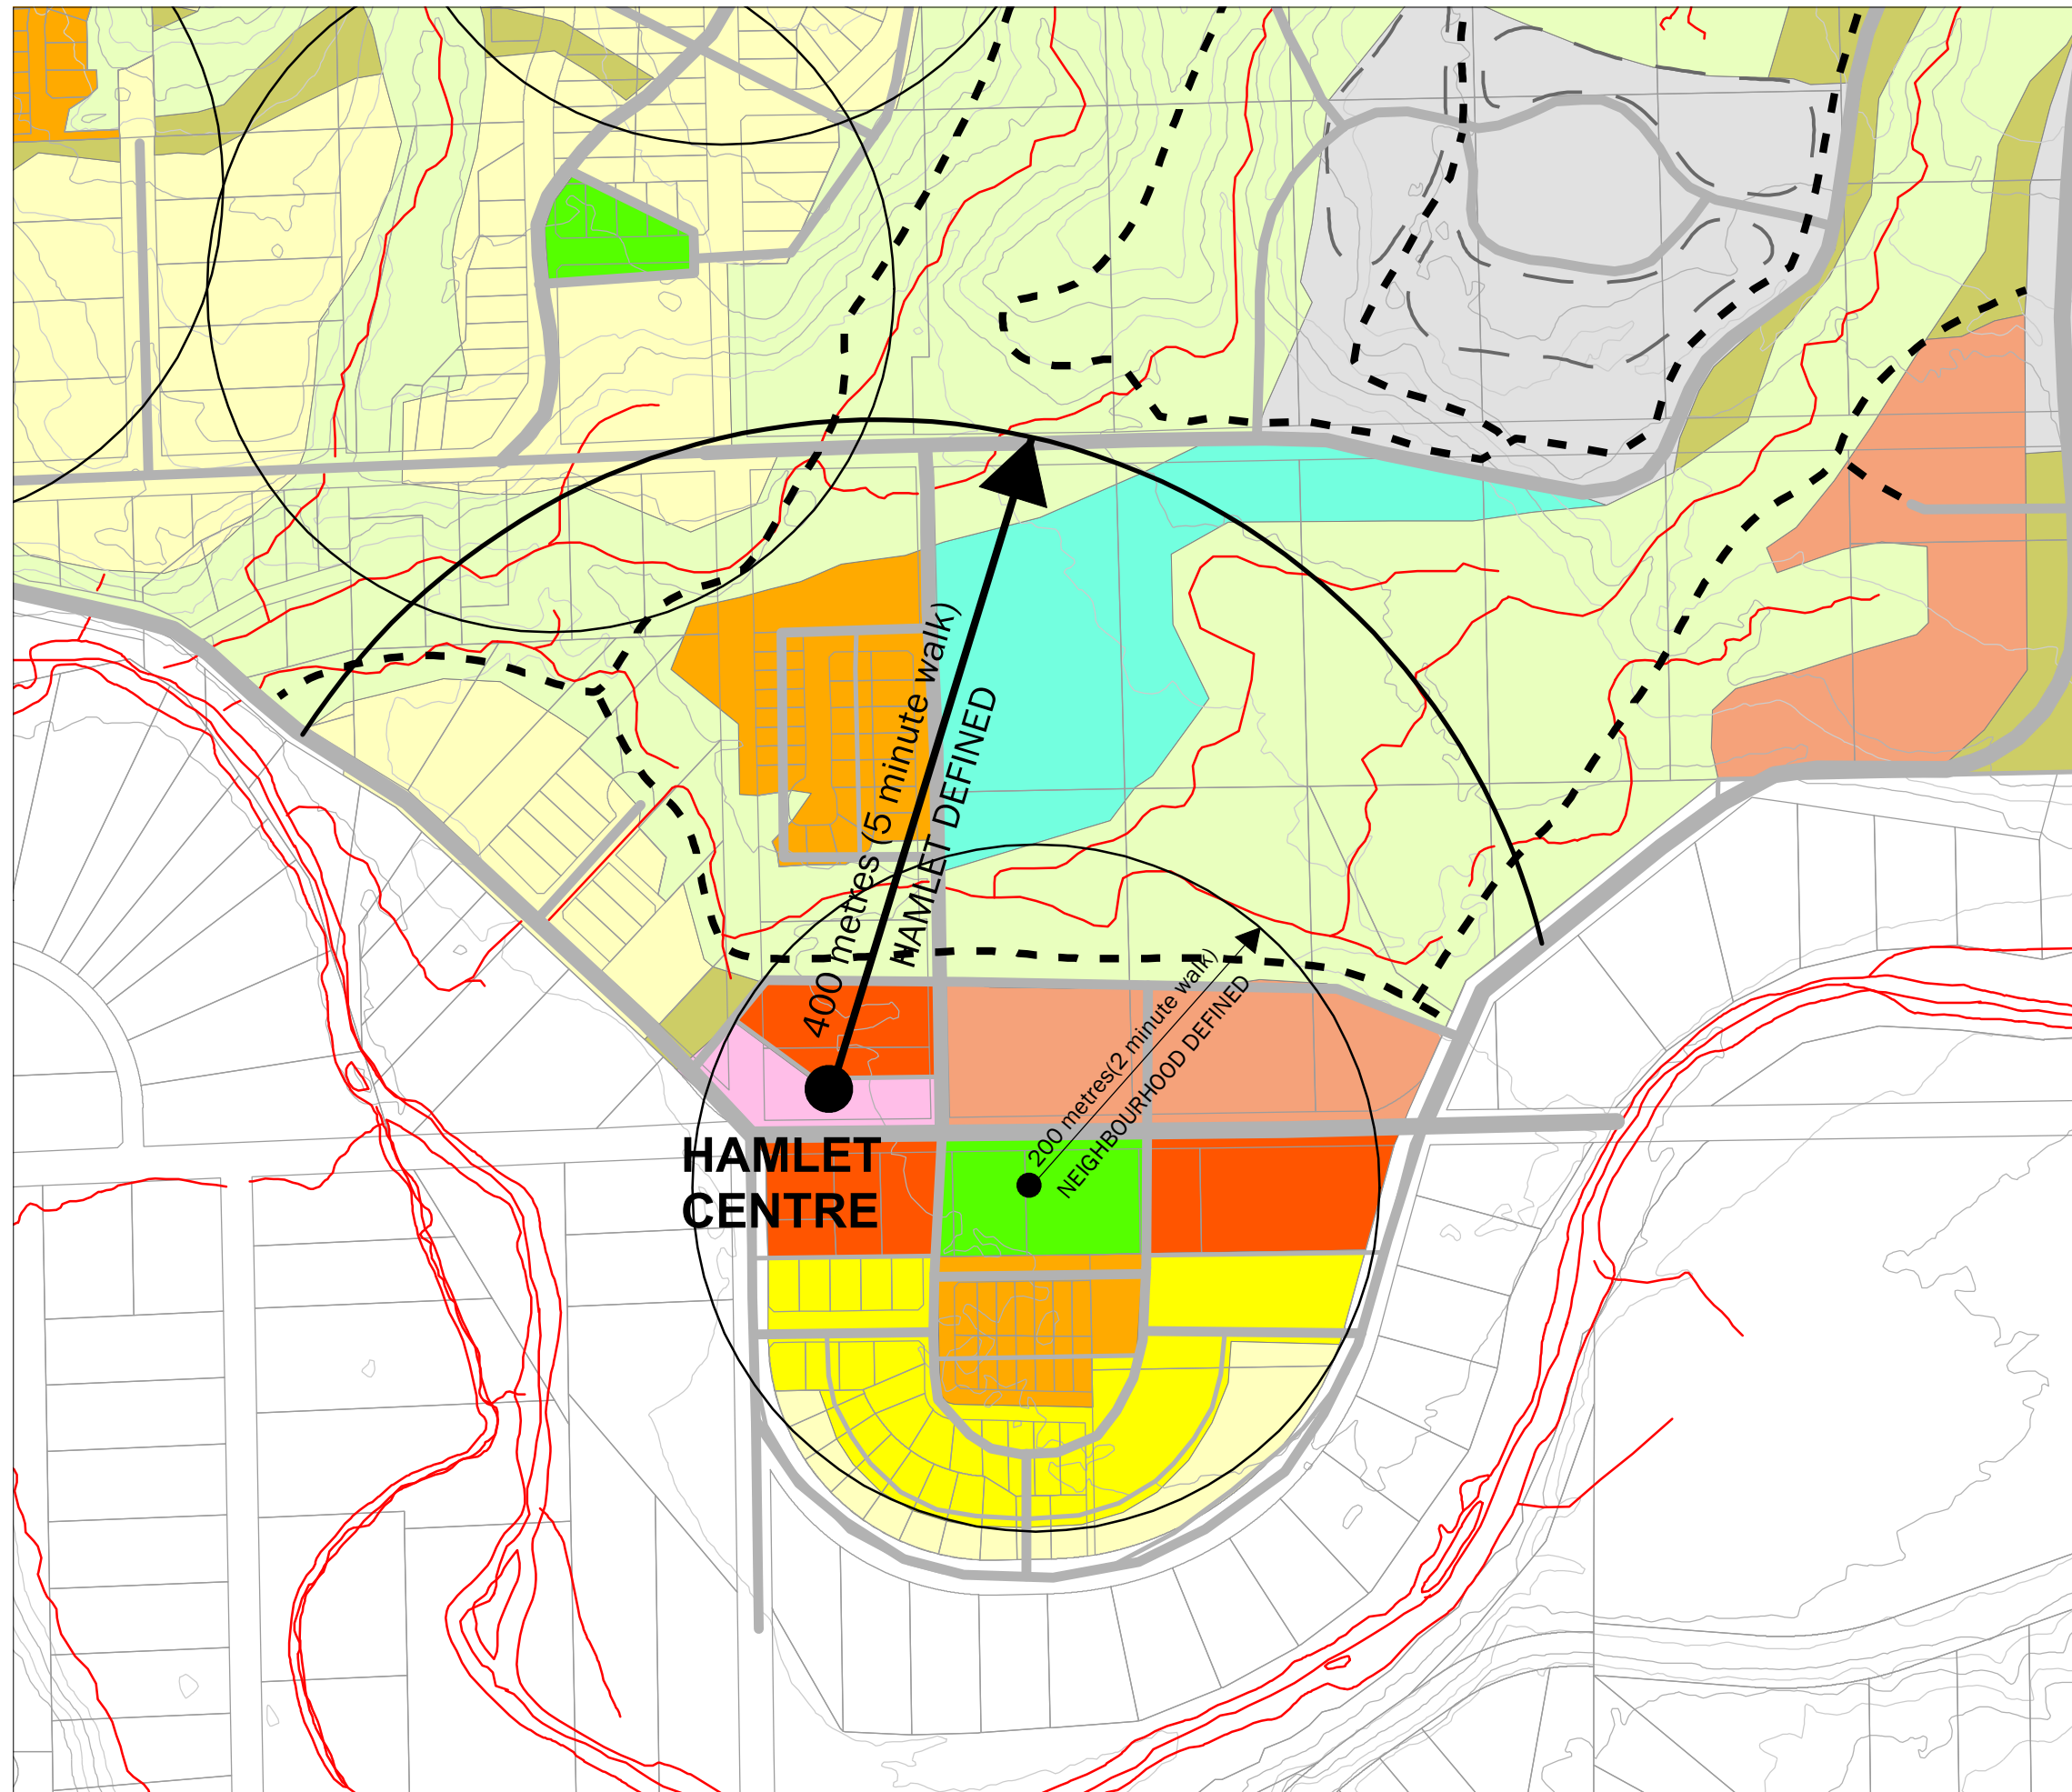 400 metres (5 minute walk)
HAMLET DEFINED
200 metres(2 minute walk)
NEIGHBOURHOOD DEFINED
HAMLET
CENTRE